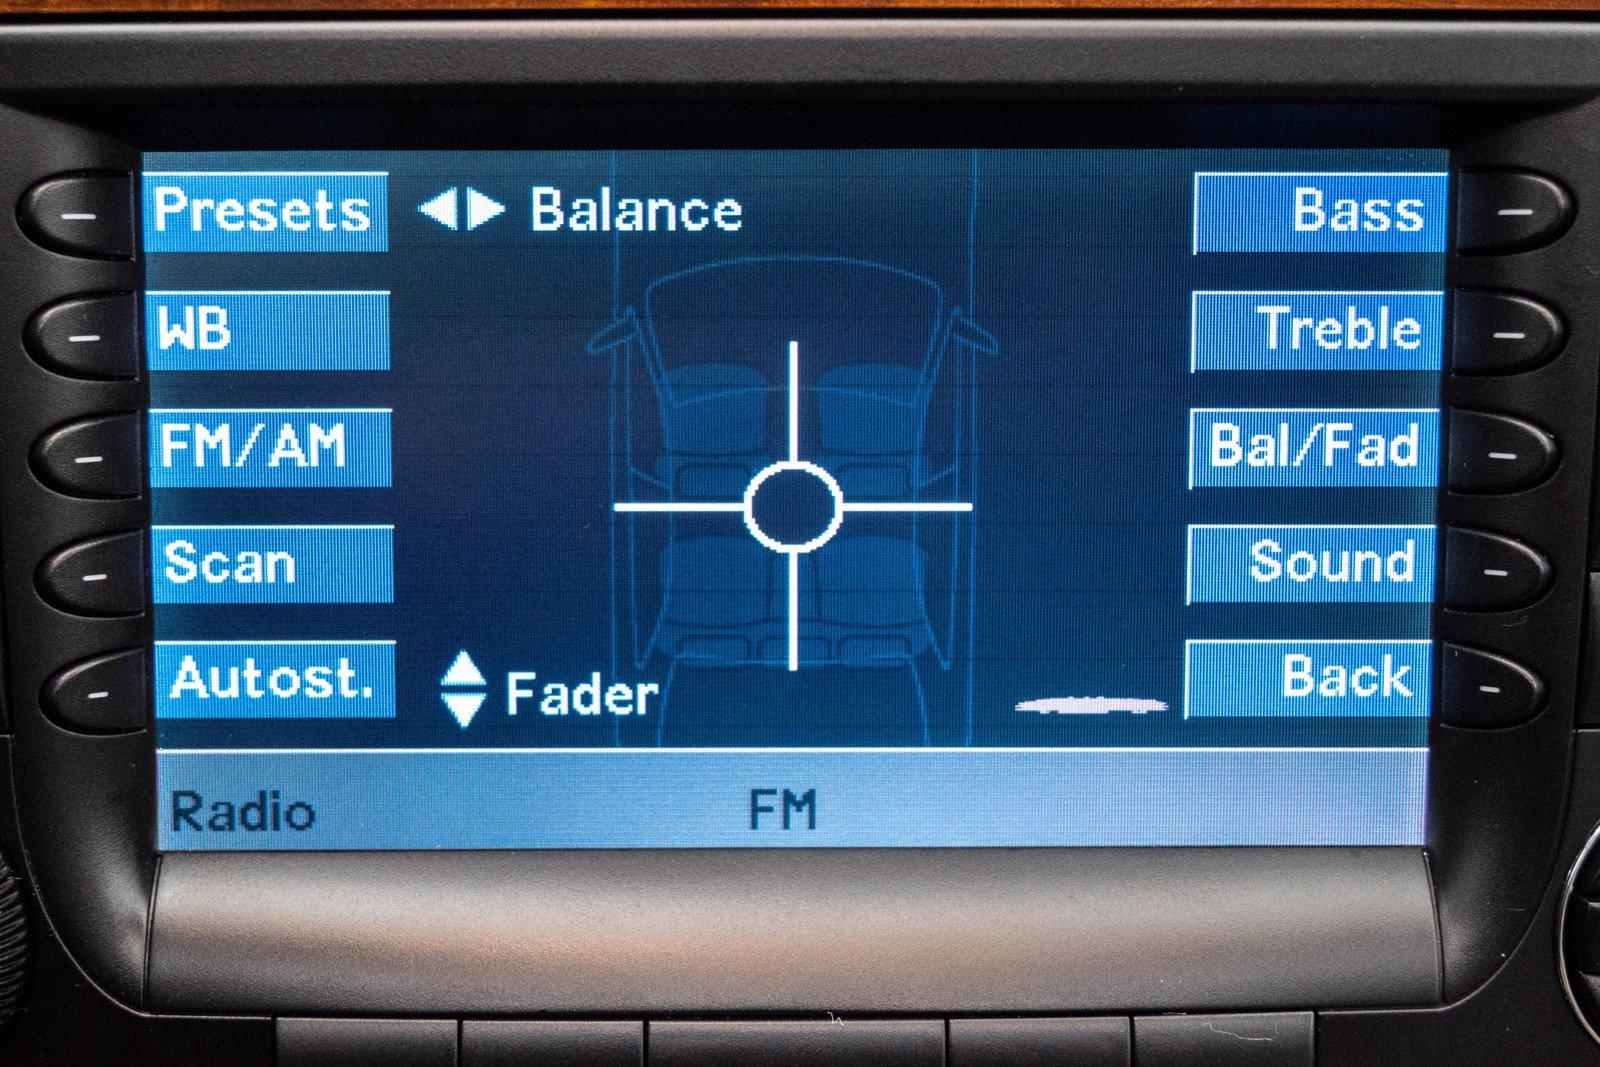 Presets
Balance
Bass
WB
Treble
FM/AM
Bal/Fad
Scan
Sound
Autost.
Fader
Back
Radio
FM